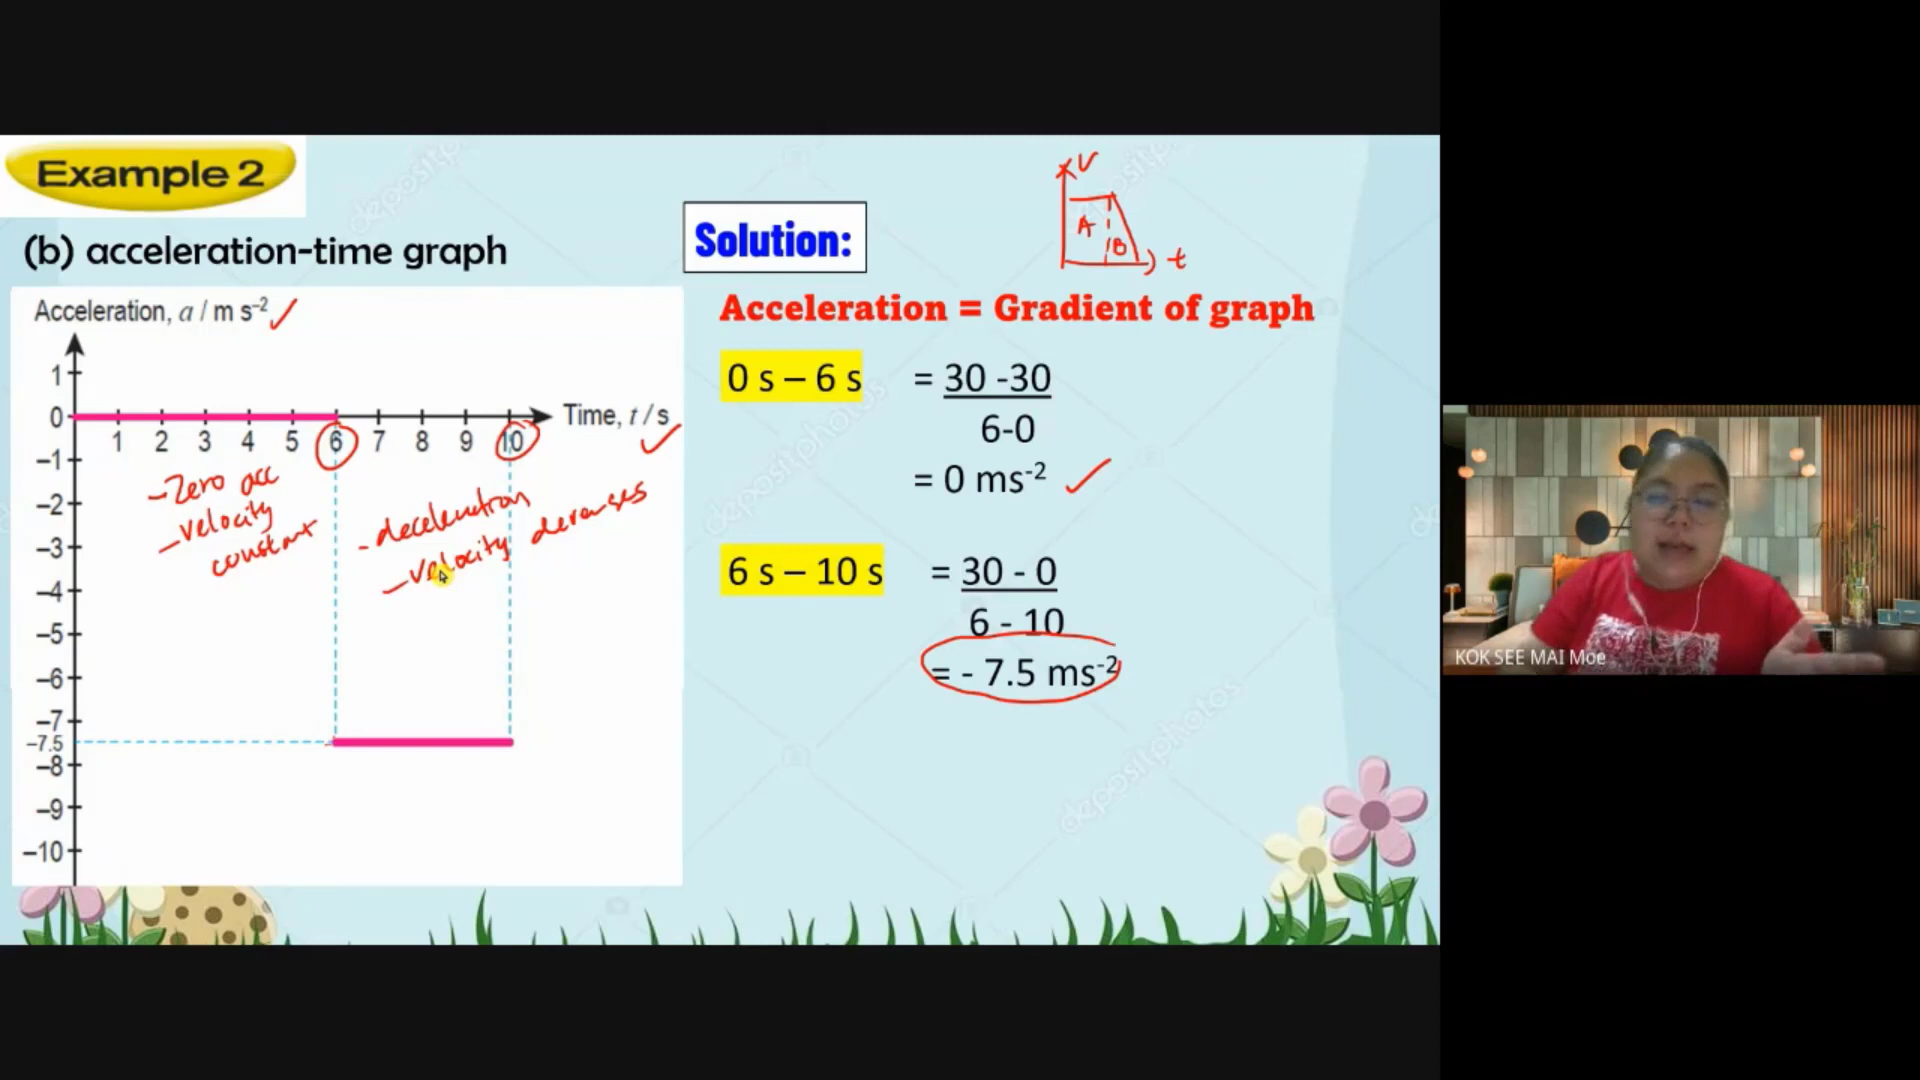 Example 2
(b) acceleration-time graph
Acceleration, a / m s⁻²
1
0
Time, t / s
1 2 3 4 5 6 7 8 9 10
–1
–2
–3
–4
–5
–6
–7
–7.5
–8
–9
–10
-Zero acc
-velocity
constant
-deceleration
-velocity decreases
Solution:
V
A
B
t
Acceleration = Gradient of graph
0 s – 6 s = 30 -30
6-0
= 0 ms⁻²
6 s – 10 s = 30 - 0
6 - 10
= - 7.5 ms⁻²
KOK SEE MAI Moe
depositphotos